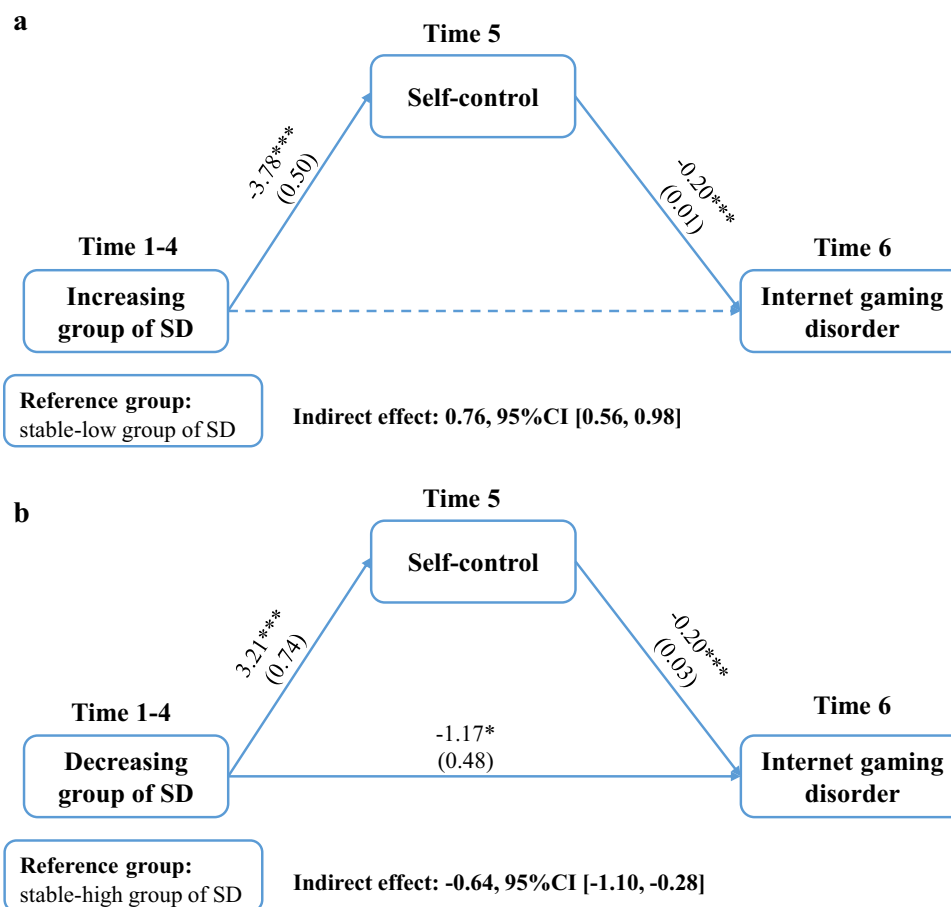 a
Time 5
Self-control
-3.78***
(0.50)
-0.20***
(0.01)
Time 1-4
Time 6
Increasing
group of SD
Internet gaming
disorder
Reference group:
stable-low group of SD
Indirect effect: 0.76, 95%CI [0.56, 0.98]
b
Time 5
Self-control
3.21***
(0.74)
-0.20***
(0.03)
Time 1-4
Time 6
-1.17*
(0.48)
Decreasing
group of SD
Internet gaming
disorder
Reference group:
stable-high group of SD
Indirect effect: -0.64, 95%CI [-1.10, -0.28]